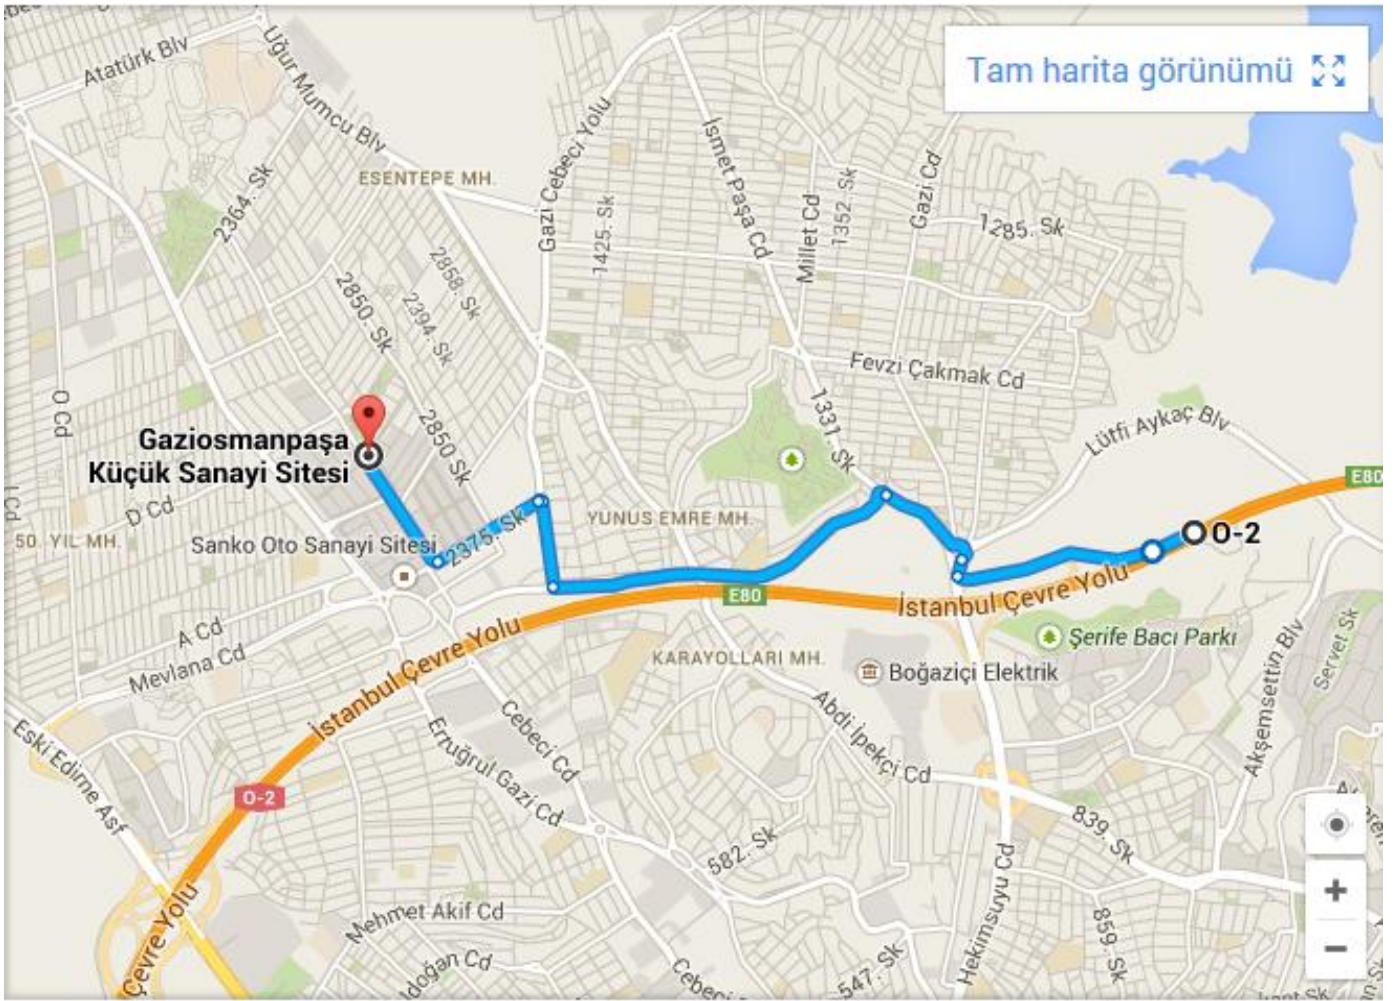 Atatürk Blv
Uğur Mumcu Blv
Tam harita görünümü
ESENTEPE MH.
2364. Sk
Gazi Cebeci Yolu
1425. Sk
İsmet Paşa Cd
Millet Cd
1352. Sk
Gazi Cd
1285. Sk
2858. Sk
2850. Sk
2394. Sk
Fevzi Çakmak Cd
O Cd
2850 Sk
1331. Sk
Lütfi Aykaç Blv
Gaziosmanpaşa
Küçük Sanayi Sitesi
E80
I Cd
D Cd
50. YIL MH.
Sanko Oto Sanayi Sitesi
2375. Sk
YUNUS EMRE MH.
O-2
E80
İstanbul Çevre Yolu
A Cd
Mevlana Cd
İstanbul Çevre Yolu
KARAYOLLARI MH.
Boğaziçi Elektrik
Şerife Bacı Parkı
Akşemsettin Blv
Servet Sk
Eski Edirne Asf
O-2
Cebeci Cd
Ertuğrul Gazi Cd
Abdi İpekçi Cd
839. Sk
582. Sk
Hekimsuyu Cd
859. Sk
Çevre Yolu
Mehmet Akif Cd
ldoğan Cd
Cebeci
547. Sk